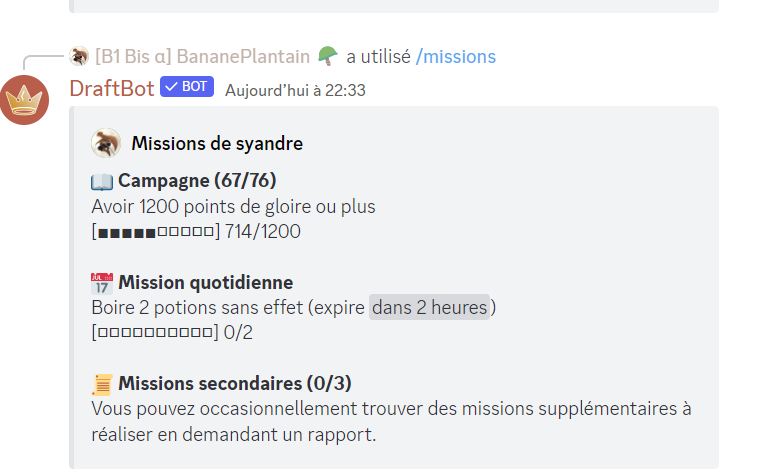 [B1 Bis α] BananePlantain a utilisé /missions
DraftBot ✓ BOT Aujourd’hui à 22:33
Missions de syandre
📖 Campagne (67/76)
Avoir 1200 points de gloire ou plus
[■■■■■□□□□□] 714/1200
📅 Mission quotidienne
Boire 2 potions sans effet (expire dans 2 heures)
[□□□□□□□□□□] 0/2
📜 Missions secondaires (0/3)
Vous pouvez occasionnellement trouver des missions supplémentaires à
réaliser en demandant un rapport.